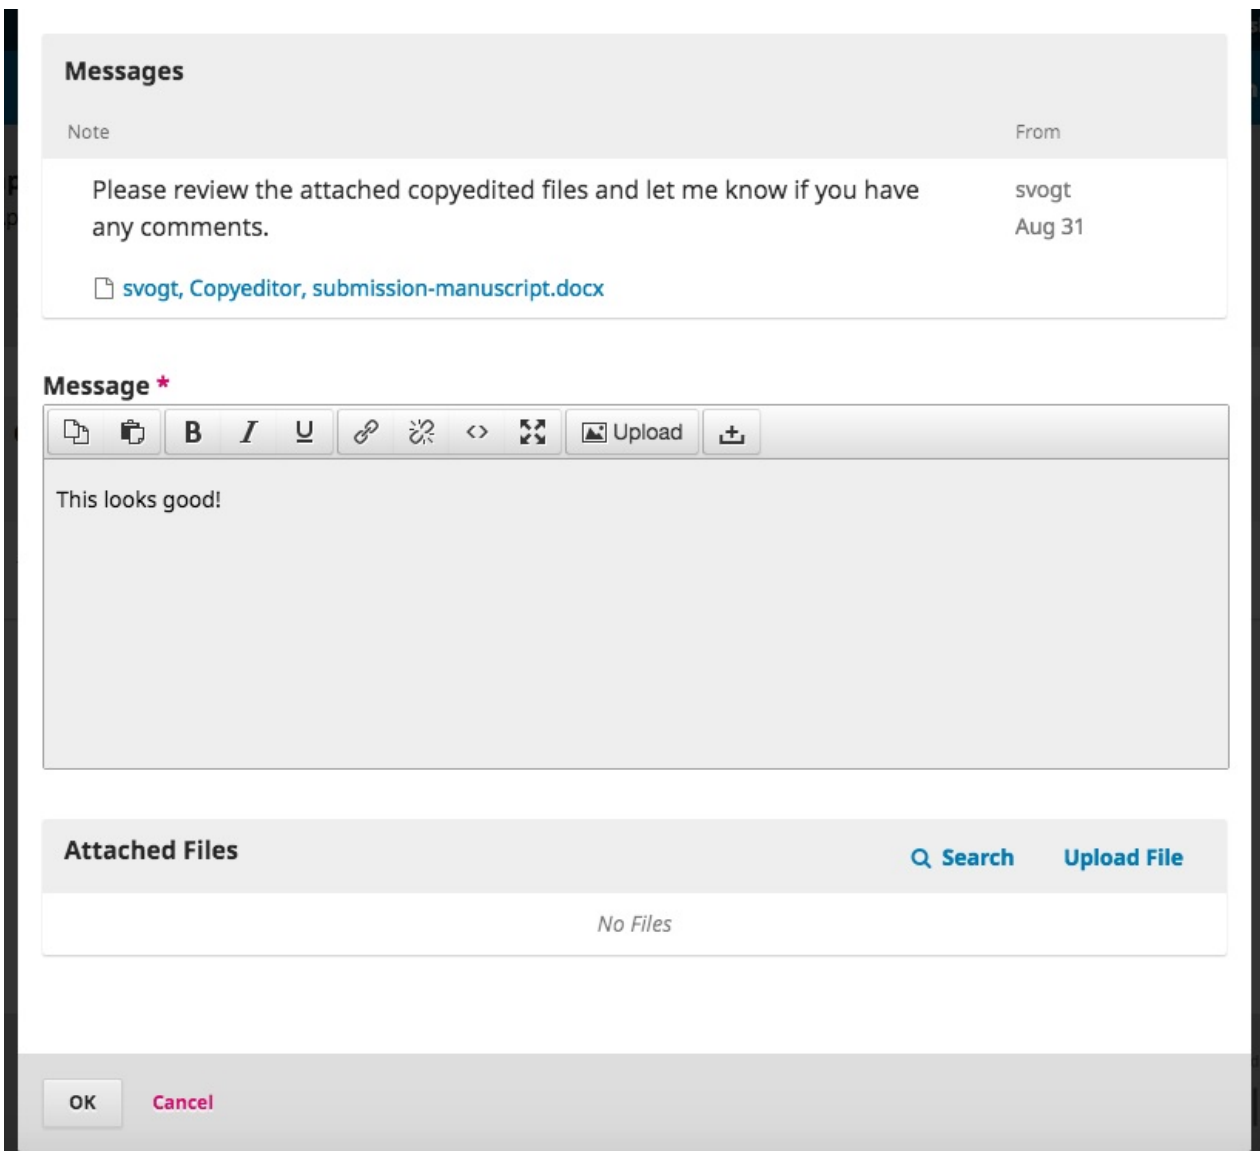 Messages
Note From
Please review the attached copyedited files and let me know if you have svogt
any comments. Aug 31
svogt, Copyeditor, submission-manuscript.docx
Message *
B I U <> Upload
This looks good!
Attached Files Search Upload File
No Files
OK Cancel